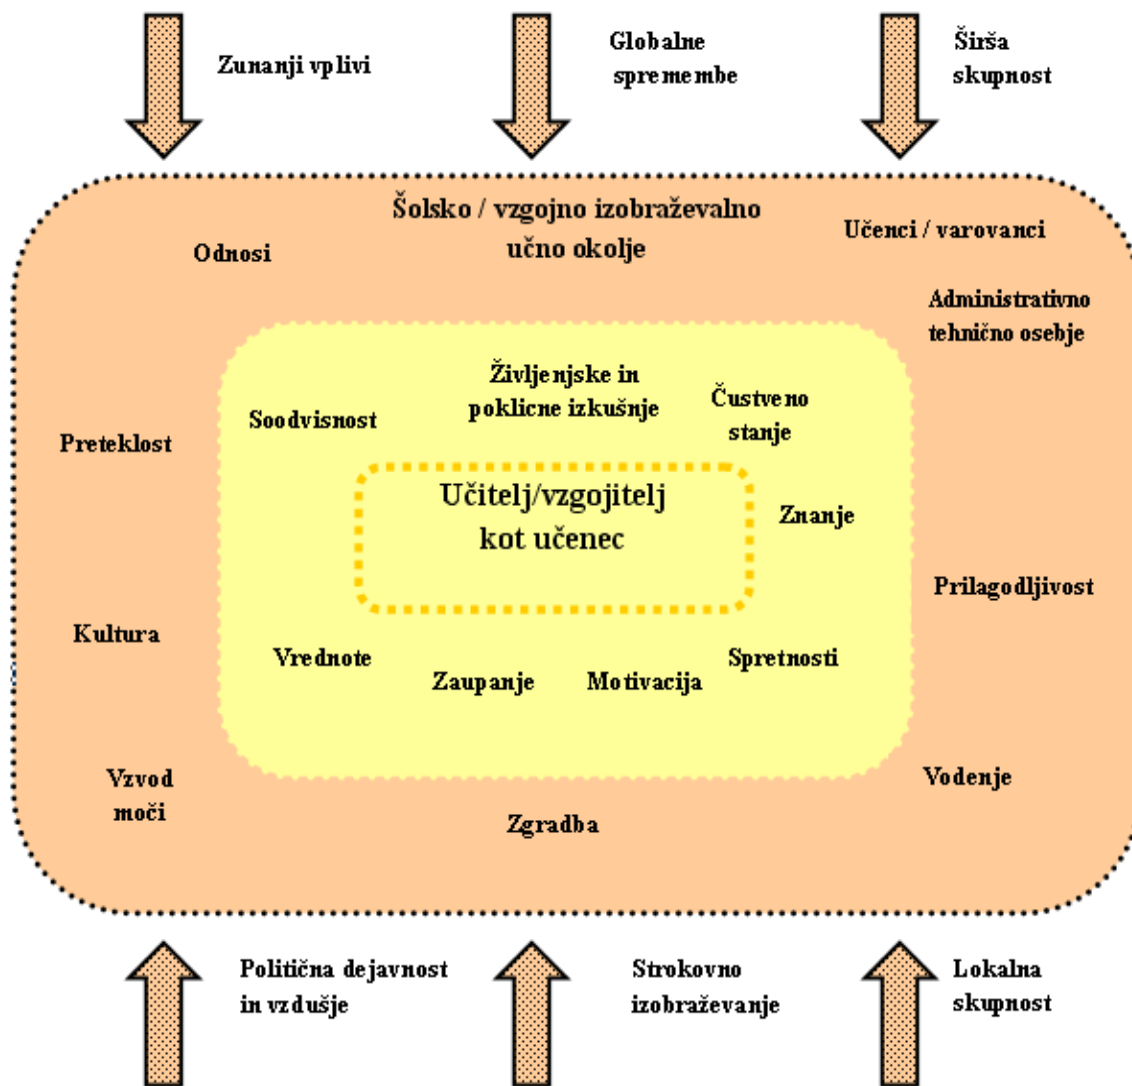 Zunanji vplivi
Globalne
spremembe
Širša
skupnost
Šolsko / vzgojno izobraževalno
učno okolje
Odnosi
Učenci / varovanci
Administrativno
tehnično osebje
Življenjske in
poklicne izkušnje
Čustveno
stanje
Soodvisnost
Preteklost
Učitelj/vzgojitelj
kot učenec
Znanje
Prilagodljivost
Kultura
Vrednote
Zaupanje
Motivacija
Spretnosti
Vzvod
moči
Zgradba
Vodenje
Politična dejavnost
in vzdušje
Strokovno
izobraževanje
Lokalna
skupnost